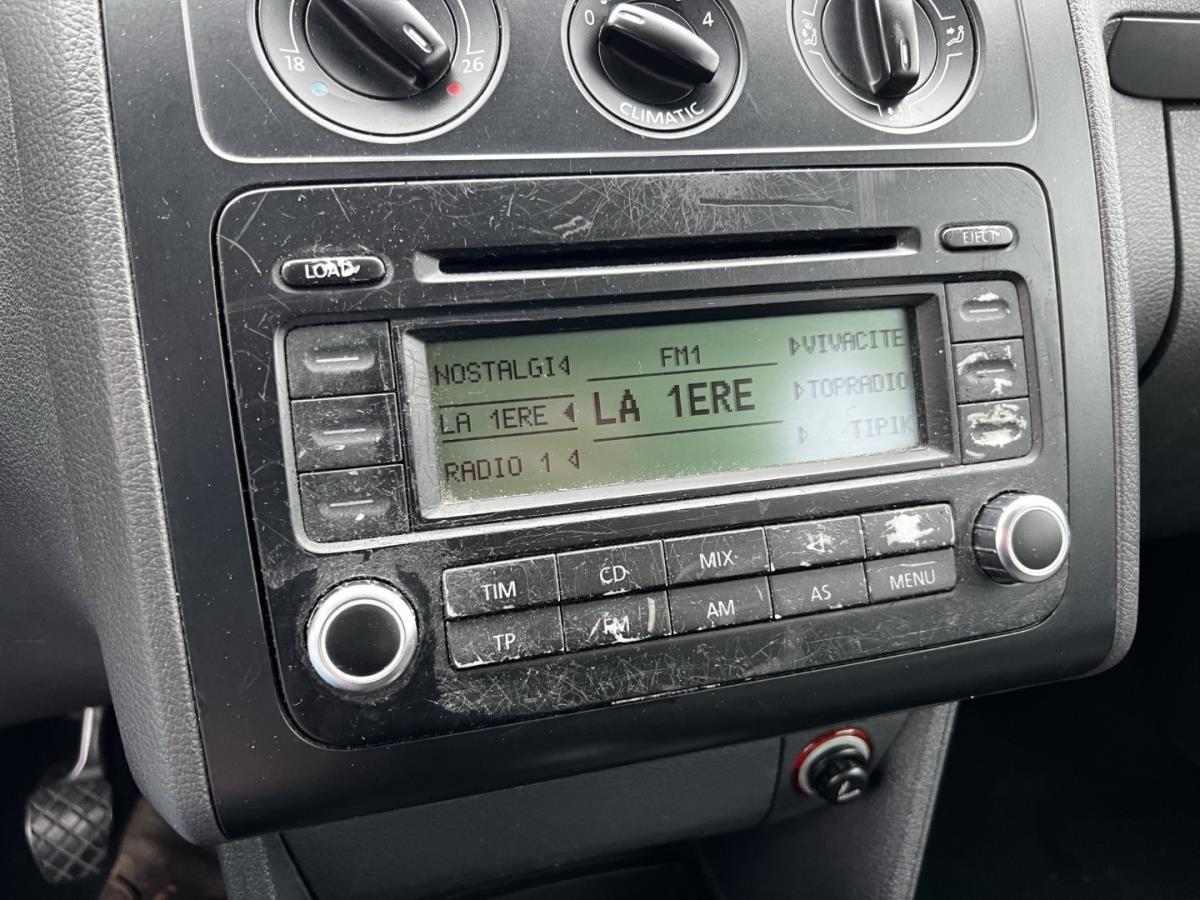 18 26
0 4
CLIMATIC
LOAD
EJECT
NOSTALGI
LA 1ERE
RADIO 1
FM1
LA 1ERE
VIVACITE
TOPRADIO
TIPIK
TIM CD MIX
TP FM AM AS MENU